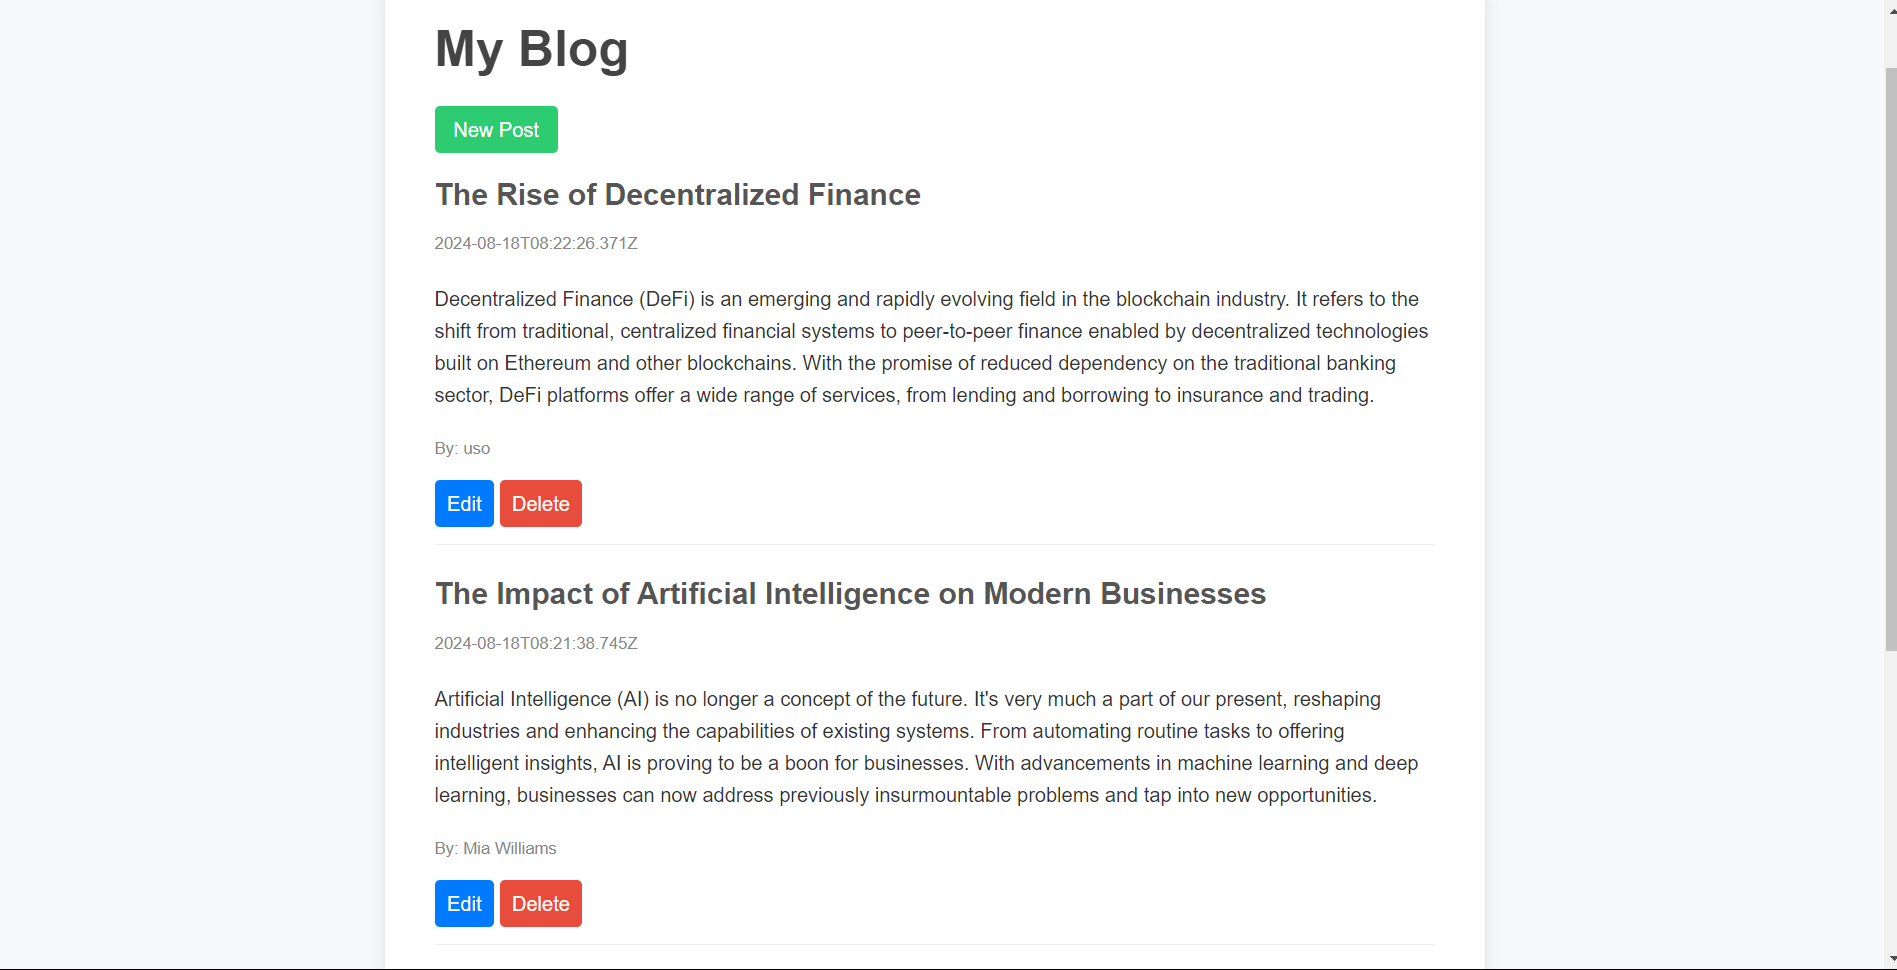 My Blog
New Post
The Rise of Decentralized Finance
2024-08-18T08:22:26.371Z
Decentralized Finance (DeFi) is an emerging and rapidly evolving field in the blockchain industry. It refers to the
shift from traditional, centralized financial systems to peer-to-peer finance enabled by decentralized technologies
built on Ethereum and other blockchains. With the promise of reduced dependency on the traditional banking
sector, DeFi platforms offer a wide range of services, from lending and borrowing to insurance and trading.
By: uso
Edit Delete
The Impact of Artificial Intelligence on Modern Businesses
2024-08-18T08:21:38.745Z
Artificial Intelligence (AI) is no longer a concept of the future. It's very much a part of our present, reshaping
industries and enhancing the capabilities of existing systems. From automating routine tasks to offering
intelligent insights, AI is proving to be a boon for businesses. With advancements in machine learning and deep
learning, businesses can now address previously insurmountable problems and tap into new opportunities.
By: Mia Williams
Edit Delete